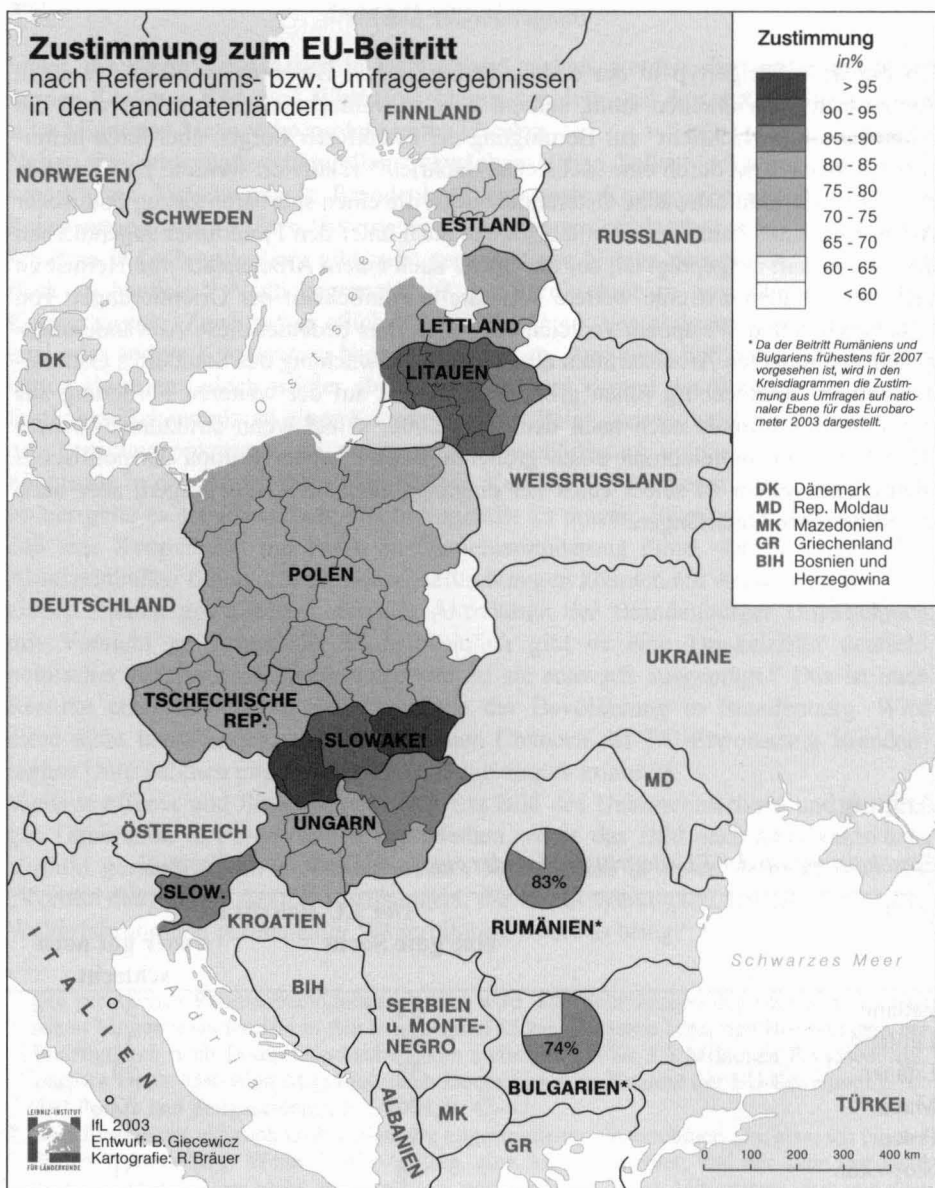 Zustimmung zum EU-Beitritt
nach Referendums- bzw. Umfrageergebnissen
in den Kandidatenländern
Zustimmung
in%
> 95
90 - 95
85 - 90
80 - 85
75 - 80
70 - 75
65 - 70
60 - 65
< 60
* Da der Beitritt Rumäniens und
Bulgariens frühestens für 2007
vorgesehen ist, wird in den
Kreisdiagrammen die Zustim-
mung aus Umfragen auf natio-
naler Ebene für das Eurobaro-
meter 2003 dargestellt.
DK Dänemark
MD Rep. Moldau
MK Mazedonien
GR Griechenland
BIH Bosnien und
Herzegowina
FINNLAND
NORWEGEN
SCHWEDEN
ESTLAND
RUSSLAND
LETTLAND
DK
LITAUEN
WEISSRUSSLAND
POLEN
DEUTSCHLAND
UKRAINE
TSCHECHISCHE
REP.
SLOWAKEI
MD
ÖSTERREICH
UNGARN
83%
SLOW.
KROATIEN
RUMÄNIEN*
ITALIEN
Schwarzes Meer
BIH
SERBIEN
u. MONTE-
NEGRO
74%
BULGARIEN*
ALBANIEN
MK
GR
TÜRKEI
LEIBNIZ-INSTITUT
FÜR LÄNDERKUNDE
IfL 2003
Entwurf: B. Giecewicz
Kartografie: R. Bräuer
0 100 200 300 400 km